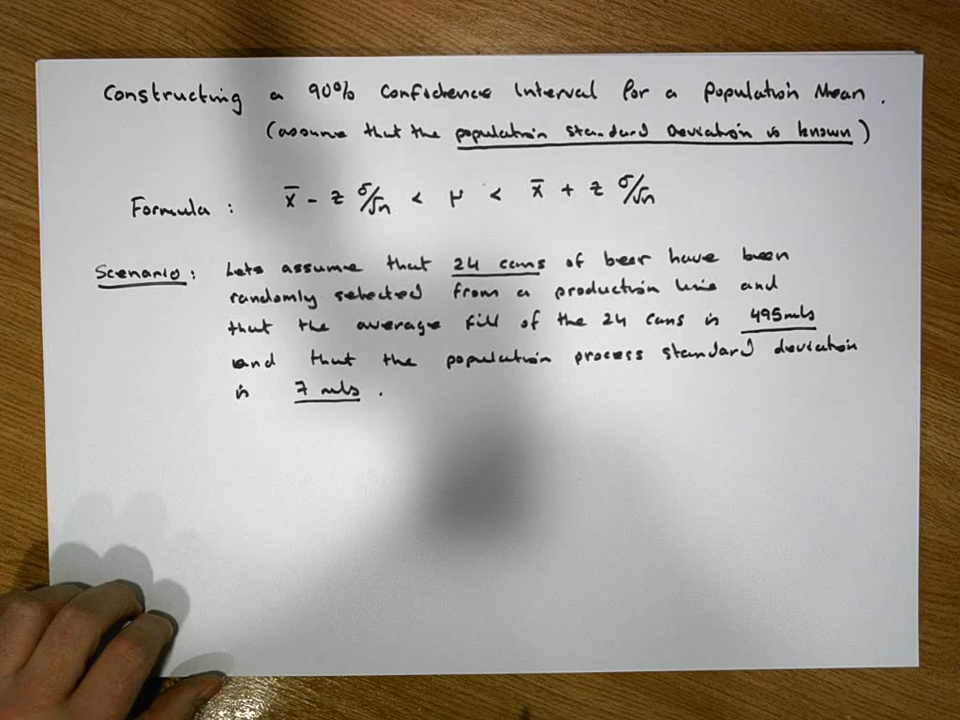 Constructing a 90% Confidence Interval for a Population Mean.
(assume that the population standard deviation is known)
Formula: x̄ - z σ/√n < μ < x̄ + z σ/√n
Scenario: Lets assume that 24 cans of beer have been
randomly selected from a production line and
that the average fill of the 24 cans is 495mls
and that the population process standard deviation
is 7 mls.